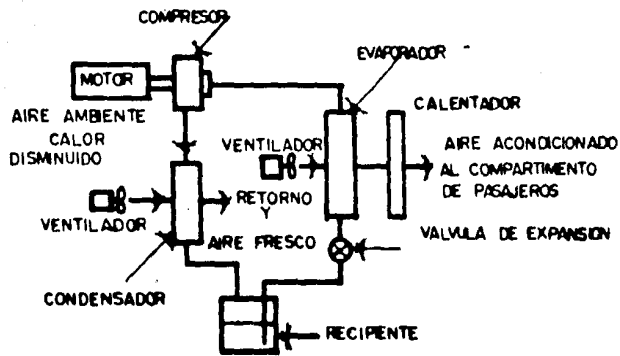 COMPRESOR
MOTOR
EVAPORADOR
CALENTADOR
AIRE AMBIENTE
CALOR
DISMINUIDO
VENTILADOR
AIRE ACONDICIONADO
AL COMPARTIMENTO
DE PASAJEROS
RETORNO
Y
AIRE FRESCO
VENTILADOR
VALVULA DE EXPANSION
CONDENSADOR
RECIPIENTE